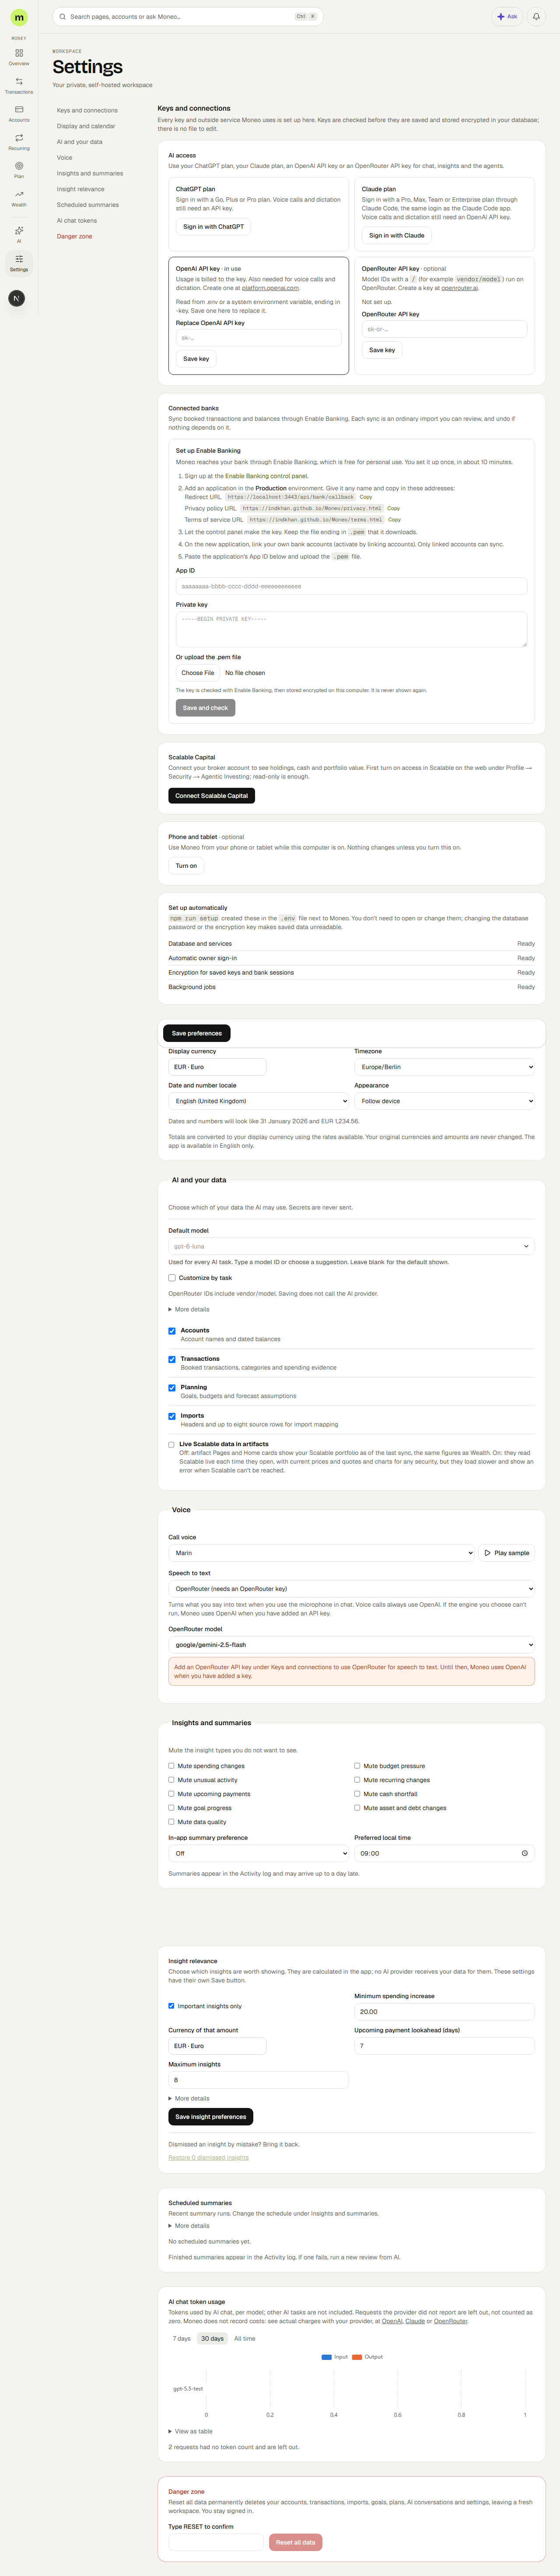 m
Search pages, accounts or ask Moneo...
Ctrl K
Ask
MONEY
Overview
Transactions
Accounts
Recurring
Plan
Wealth
AI
Settings
N
WORKSPACE
Settings
Your private, self-hosted workspace
Keys and connections
Display and calendar
AI and your data
Voice
Insights and summaries
Insight relevance
Scheduled summaries
AI chat tokens
Danger zone
Keys and connections
Every key and outside service Moneo uses is set up here. Keys are checked before they are saved and stored encrypted in your database;
there is no file to edit.
AI access
Use your ChatGPT plan, your Claude plan, an OpenAI API key or an OpenRouter API key for chat, insights and the agents.
ChatGPT plan
Sign in with a Go, Plus or Pro plan. Voice calls and dictation
still need an API key.
Sign in with ChatGPT
Claude plan
Sign in with a Pro, Max, Team or Enterprise plan through
Claude Code, the same login as the Claude Code app.
Voice calls and dictation still need an OpenAI API key.
Sign in with Claude
OpenAI API key · in use
Usage is billed to the key. Also needed for voice calls and
dictation. Create one at platform.openai.com.
Read from .env or a system environment variable, ending in
-key. Save one here to replace it.
Replace OpenAI API key
sk-...
Save key
OpenRouter API key · optional
Model IDs with a / (for example vendor/model) run on
OpenRouter. Create a key at openrouter.ai.
Not set up.
OpenRouter API key
sk-or-...
Save key
Connected banks
Sync booked transactions and balances through Enable Banking. Each sync is an ordinary import you can review, and undo if
nothing depends on it.
Set up Enable Banking
Moneo reaches your bank through Enable Banking, which is free for personal use. You set it up once, in about 10 minutes.
1. Sign up at the Enable Banking control panel.
2. Add an application in the Production environment. Give it any name and copy in these addresses:
Redirect URL https://localhost:3443/api/bank/callback Copy
Privacy policy URL https://indkhan.github.io/Moneo/privacy.html Copy
Terms of service URL https://indkhan.github.io/Moneo/terms.html Copy
3. Let the control panel make the key. Keep the file ending in .pem that it downloads.
4. On the new application, link your own bank accounts (activate by linking accounts). Only linked accounts can sync.
5. Paste the application's App ID below and upload the .pem file.
App ID
aaaaaaaa-bbbb-cccc-dddd-eeeeeeeeeeee
Private key
-----BEGIN PRIVATE KEY-----
Or upload the .pem file
Choose File No file chosen
The key is checked with Enable Banking, then stored encrypted on this computer. It is never shown again.
Save and check
Scalable Capital
Connect your broker account to see holdings, cash and portfolio value. First turn on access in Scalable on the web under Profile →
Security → Agentic Investing; read-only is enough.
Connect Scalable Capital
Phone and tablet · optional
Use Moneo from your phone or tablet while this computer is on. Nothing changes unless you turn this on.
Turn on
Set up automatically
npm run setup created these in the .env file next to Moneo. You don't need to open or change them; changing the database
password or the encryption key makes saved data unreadable.
Database and services Ready
Automatic owner sign-in Ready
Encryption for saved keys and bank sessions Ready
Background jobs Ready
Save preferences
Display currency
EUR · Euro
Timezone
Europe/Berlin
Date and number locale
English (United Kingdom)
Appearance
Follow device
Dates and numbers will look like 31 January 2026 and EUR 1,234.56.
Totals are converted to your display currency using the rates available. Your original currencies and amounts are never changed. The
app is available in English only.
AI and your data
Choose which of your data the AI may use. Secrets are never sent.
Default model
gpt-6-luna
Used for every AI task. Type a model ID or choose a suggestion. Leave blank for the default shown.
Customize by task
OpenRouter IDs include vendor/model. Saving does not call the AI provider.
More details
Accounts
Account names and dated balances
Transactions
Booked transactions, categories and spending evidence
Planning
Goals, budgets and forecast assumptions
Imports
Headers and up to eight source rows for import mapping
Live Scalable data in artifacts
Off: artifact Pages and Home cards show your Scalable portfolio as of the last sync, the same figures as Wealth. On: they read
Scalable live each time they open, with current prices and quotes and charts for any security, but they load slower and show an
error when Scalable can't be reached.
Voice
Call voice
Marin
Play sample
Speech to text
OpenRouter (needs an OpenRouter key)
Turns what you say into text when you use the microphone in chat. Voice calls always use OpenAI. If the engine you choose can't
run, Moneo uses OpenAI when you have added an API key.
OpenRouter model
google/gemini-2.5-flash
Add an OpenRouter API key under Keys and connections to use OpenRouter for speech to text. Until then, Moneo uses OpenAI
when you have added a key.
Insights and summaries
Mute the insight types you do not want to see.
Mute spending changes
Mute budget pressure
Mute unusual activity
Mute recurring changes
Mute upcoming payments
Mute cash shortfall
Mute goal progress
Mute asset and debt changes
Mute data quality
In-app summary preference
Off
Preferred local time
09:00
Summaries appear in the Activity log and may arrive up to a day late.
Insight relevance
Choose which insights are worth showing. They are calculated in the app; no AI provider receives your data for them. These settings
have their own Save button.
Important insights only
Minimum spending increase
20.00
Currency of that amount
EUR · Euro
Upcoming payment lookahead (days)
7
Maximum insights
8
More details
Save insight preferences
Dismissed an insight by mistake? Bring it back.
Restore 0 dismissed insights
Scheduled summaries
Recent summary runs. Change the schedule under Insights and summaries.
More details
No scheduled summaries yet.
Finished summaries appear in the Activity log. If one fails, run a new review from AI.
AI chat token usage
Tokens used by AI chat, per model; other AI tasks are not included. Requests the provider did not report are left out, not counted as
zero. Moneo does not record costs: see actual charges with your provider, at OpenAI, Claude or OpenRouter.
7 days 30 days All time
Input Output
gpt-5.5-test
0 0.2 0.4 0.6 0.8 1
View as table
2 requests had no token count and are left out.
Danger zone
Reset all data permanently deletes your accounts, transactions, imports, goals, plans, AI conversations and settings, leaving a fresh
workspace. You stay signed in.
Type RESET to confirm
Reset all data